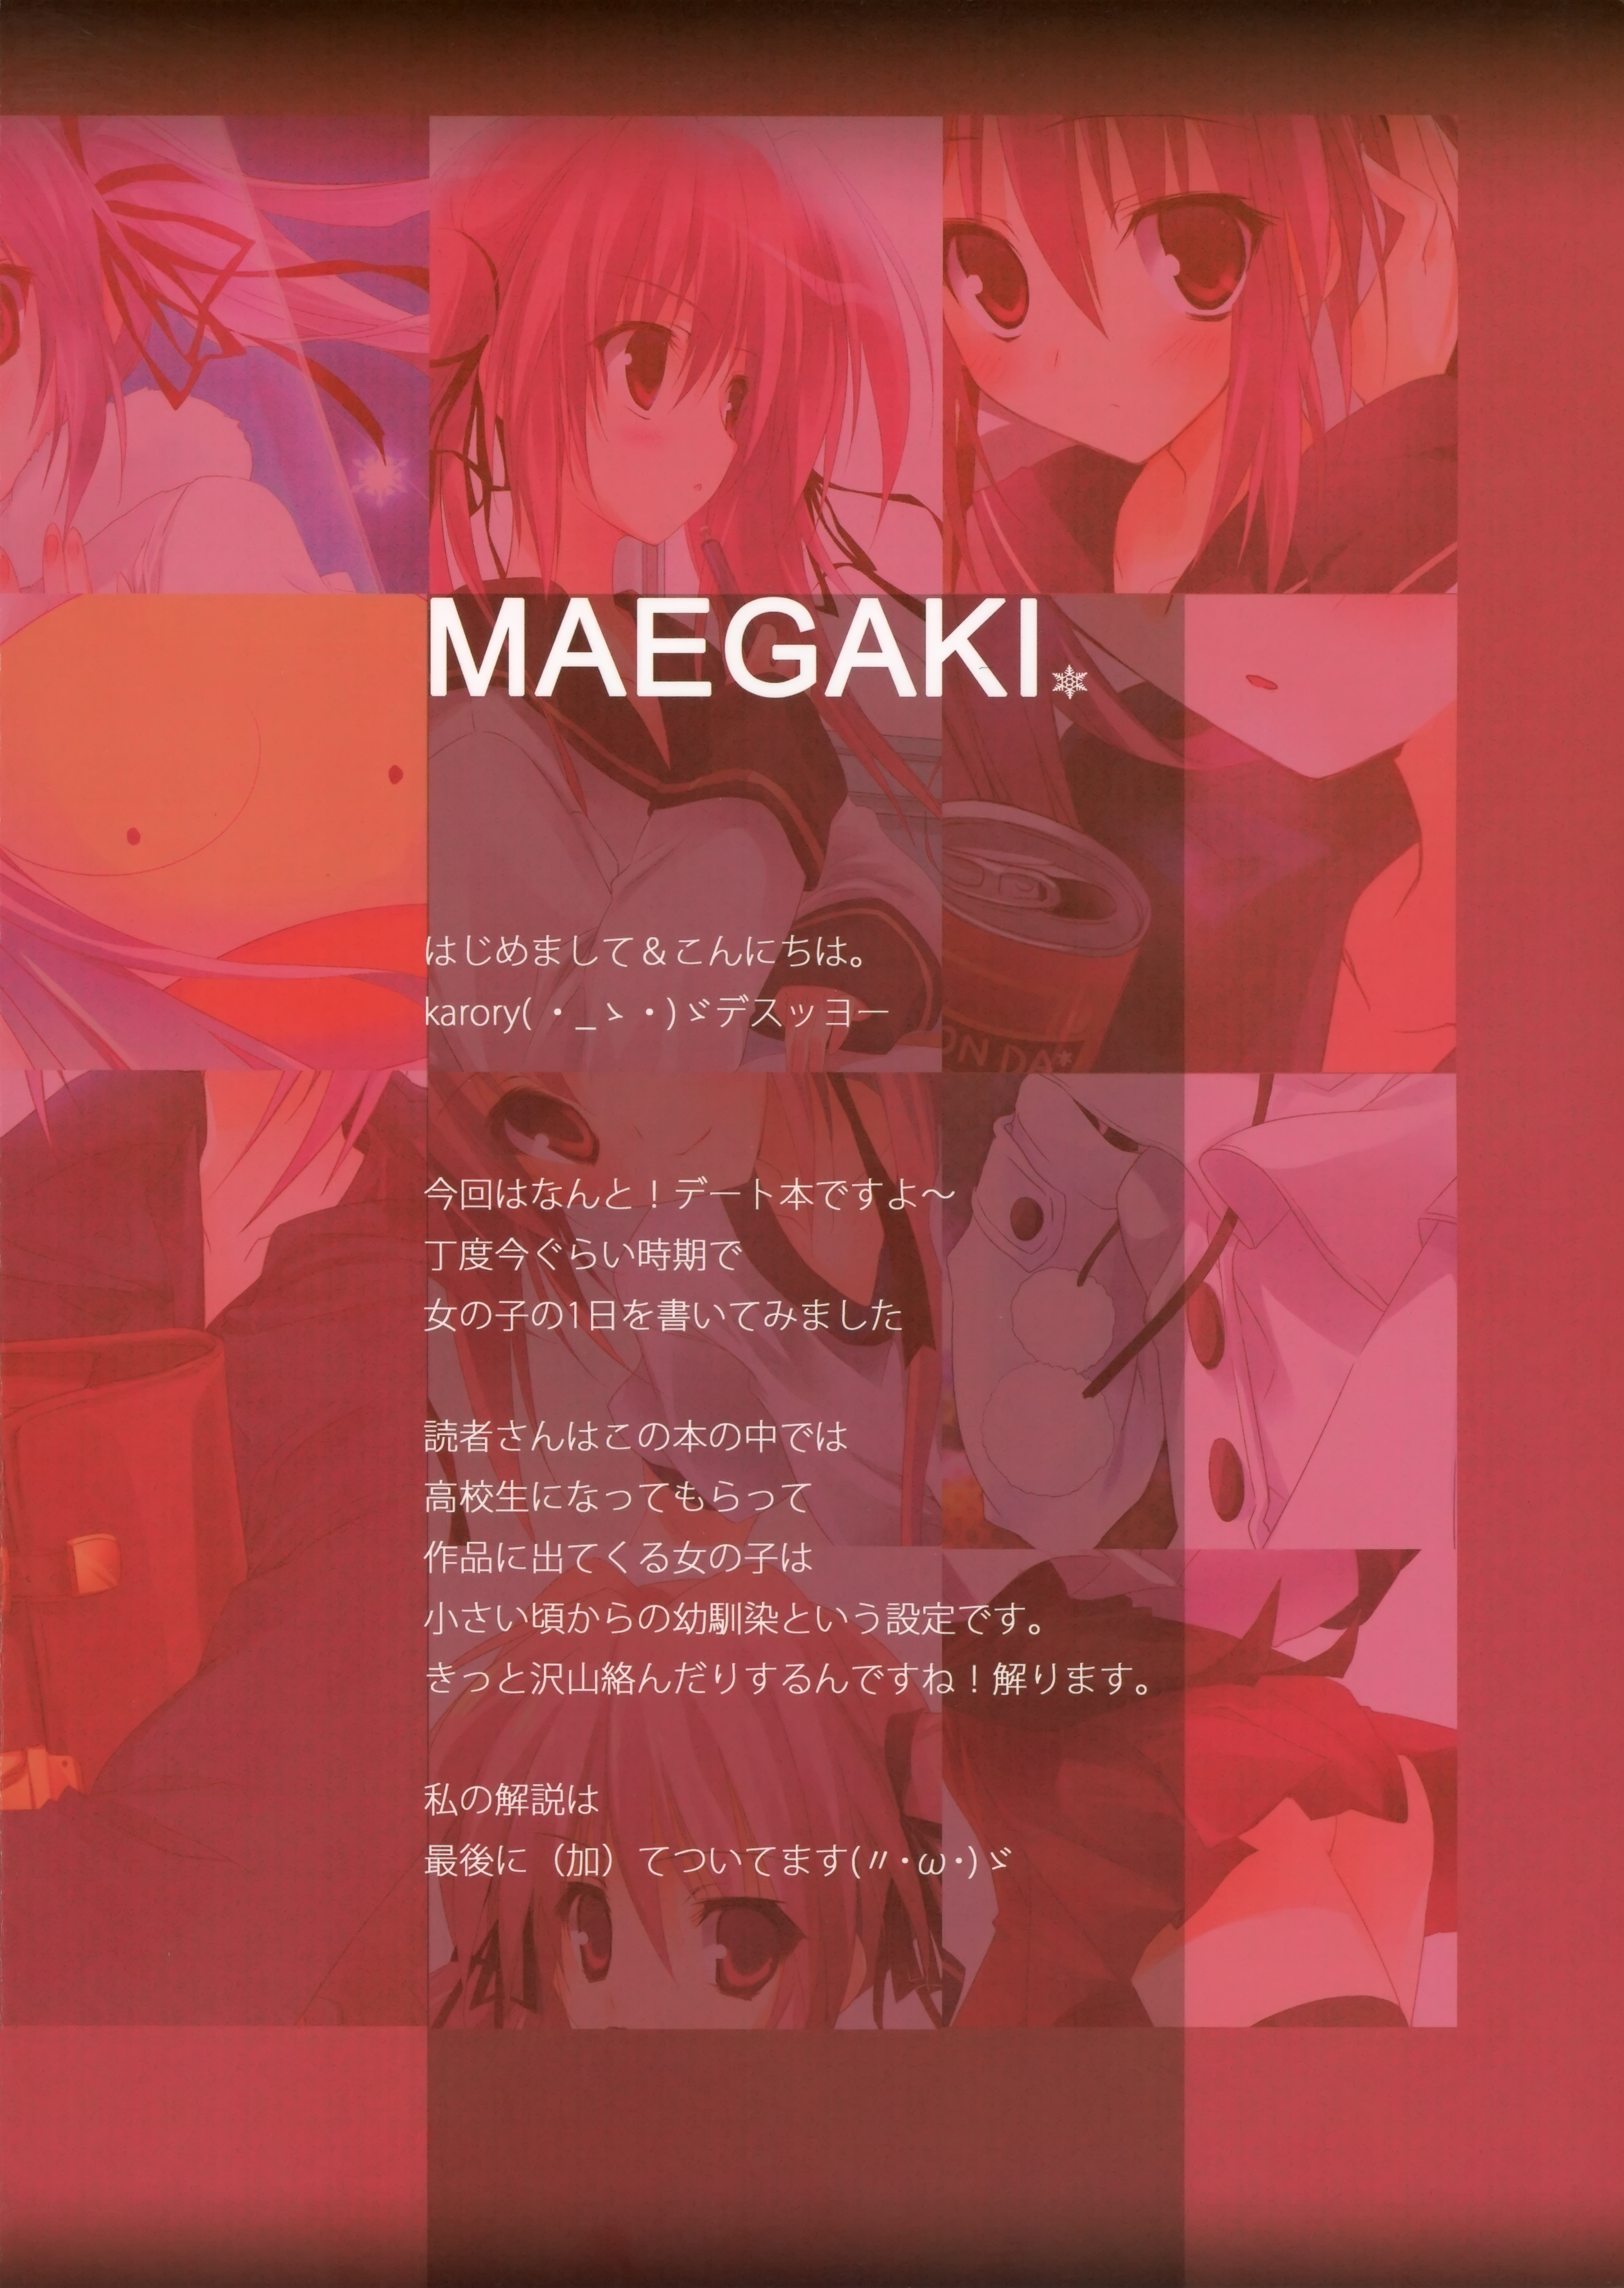 MAEGAKI
はじめまして＆こんにちは。
karory( ・_ゝ・)ゞデスッヨー
今回はなんと！デート本ですよ～
丁度今ぐらい時期で
女の子の1日を書いてみました
読者さんはこの本の中では
高校生になってもらって
作品に出てくる女の子は
小さい頃からの幼馴染という設定です。
きっと沢山絡んだりするんですね！解ります。
私の解説は
最後に（加）てついてます(〃･ω･)ゞ